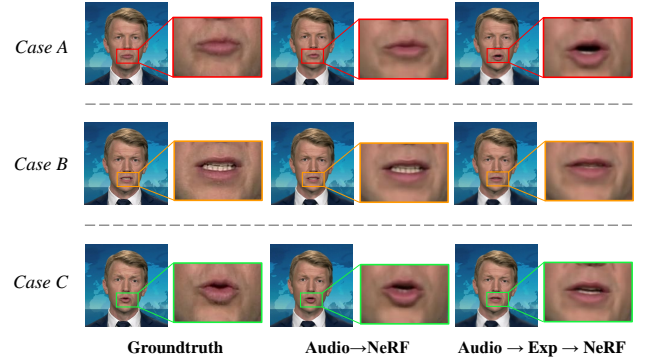 Case A
Case B
Case C
Groundtruth Audio→NeRF Audio → Exp → NeRF